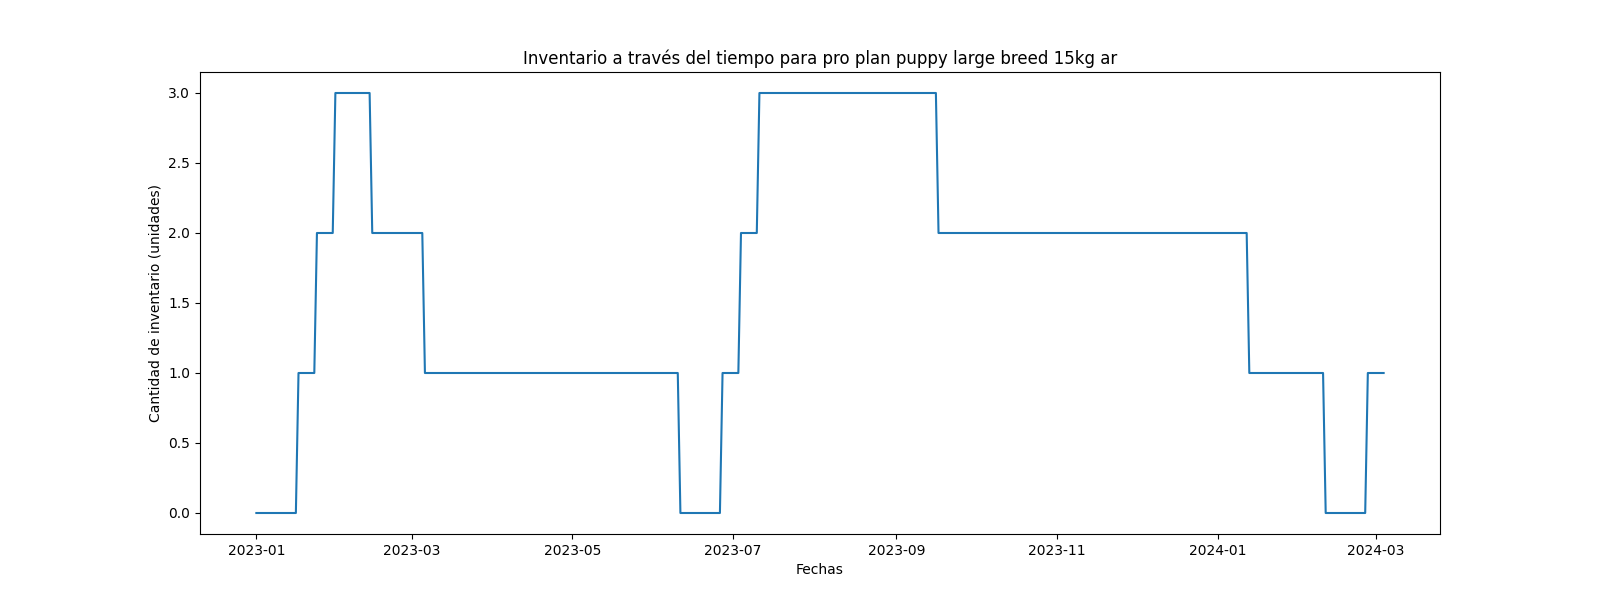 Inventario a través del tiempo para pro plan puppy large breed 15kg ar
Cantidad de inventario (unidades)
3.0
2.5
2.0
1.5
1.0
0.5
0.0
2023-01 2023-03 2023-05 2023-07 2023-09 2023-11 2024-01 2024-03
Fechas